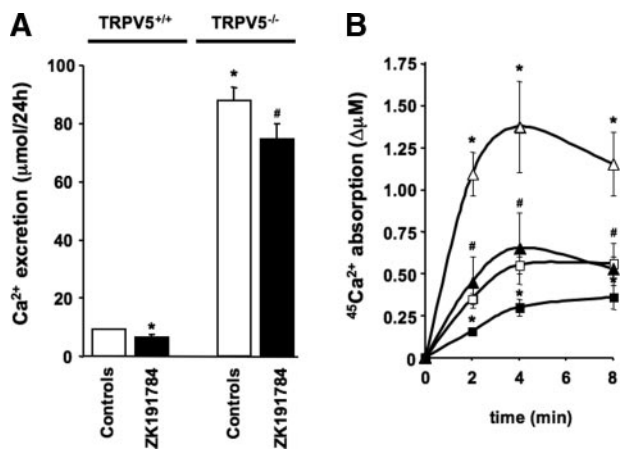 A
TRPV5+/+
TRPV5-/-
Ca2+ excretion (μmol/24h)
100
80
60
40
20
0
*
*
#
Controls
ZK191784
Controls
ZK191784
B
45Ca2+ absorption (ΔμM)
1.75
1.50
1.25
1.00
0.75
0.50
0.25
0
*
*
*
#
#
#
*
*
*
0 2 4 6 8
time (min)